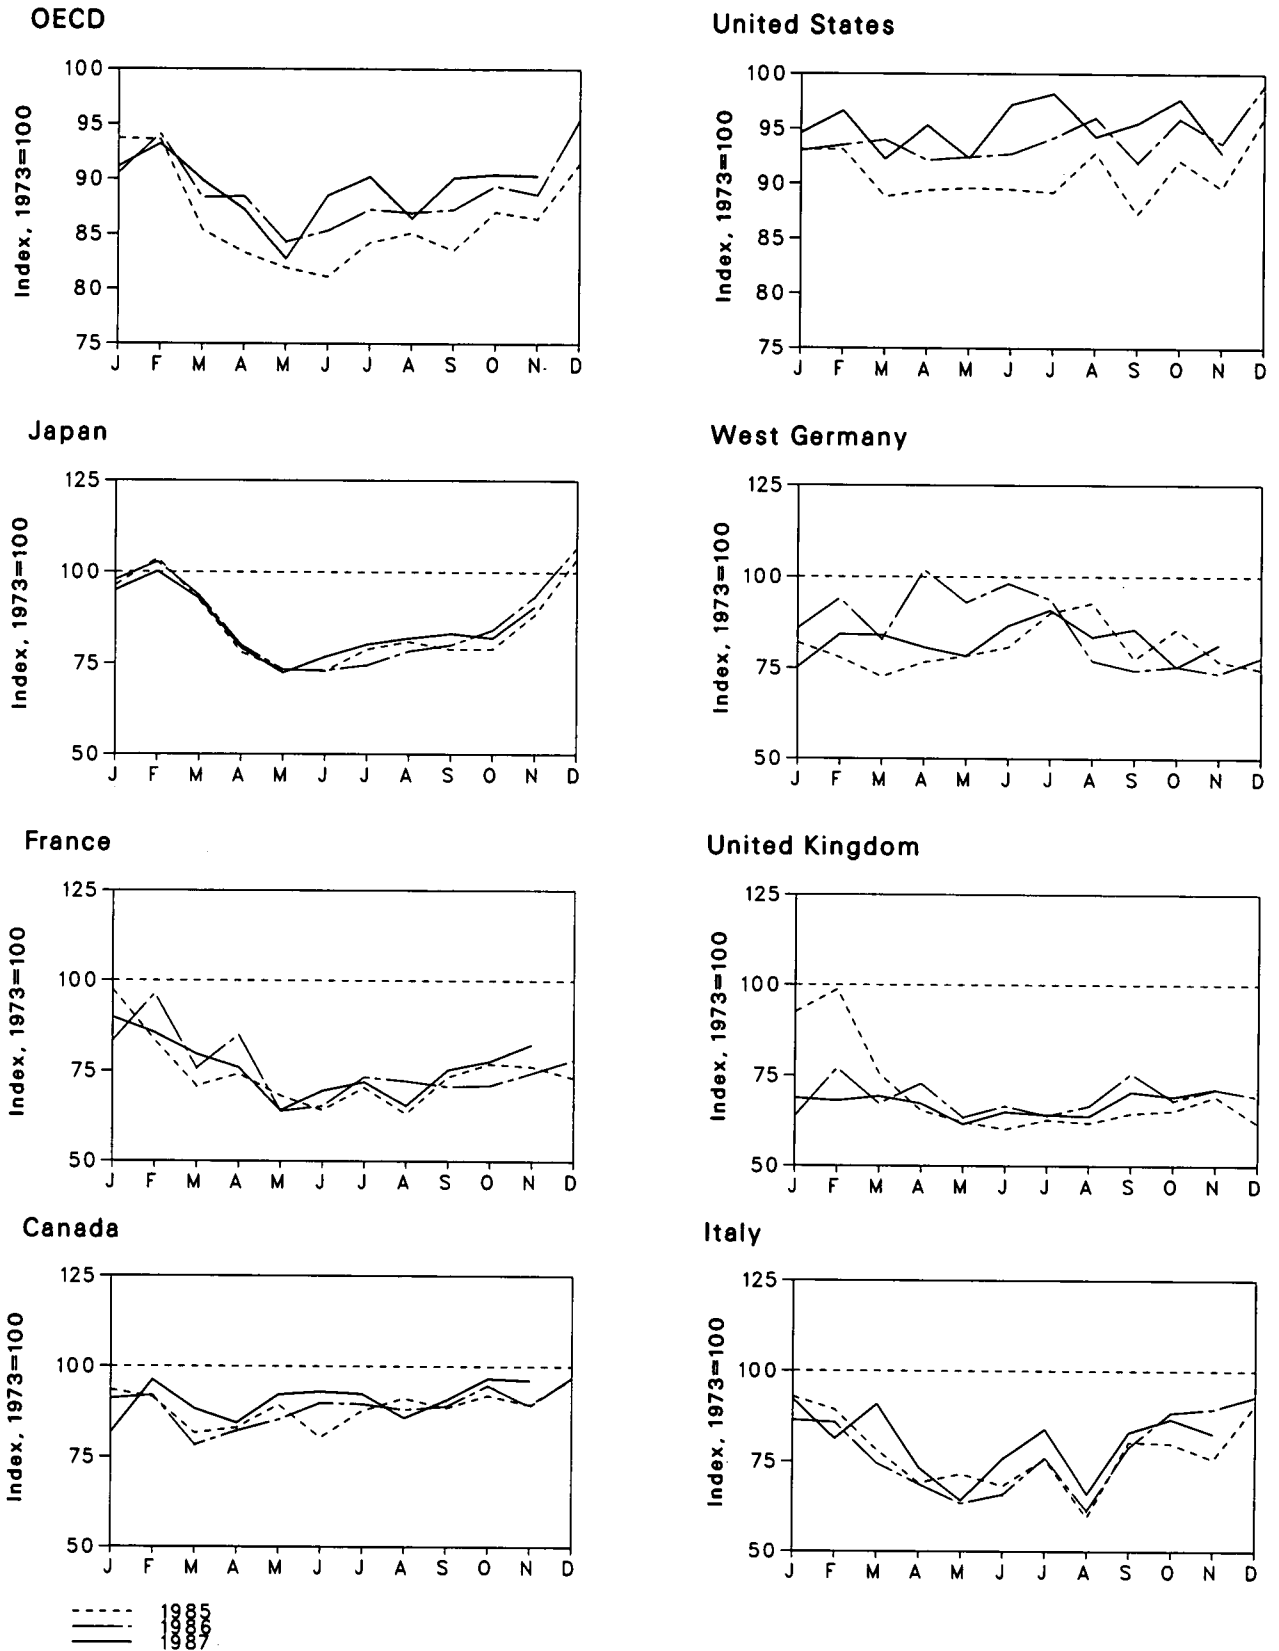 OECD
Index, 1973=100
100
95
90
85
80
75
J F M A M J J A S O N D
United States
Index, 1973=100
100
95
90
85
80
75
J F M A M J J A S O N D
Japan
Index, 1973=100
125
100
75
50
J F M A M J J A S O N D
West Germany
Index, 1973=100
125
100
75
50
J F M A M J J A S O N D
France
Index, 1973=100
125
100
75
50
J F M A M J J A S O N D
United Kingdom
Index, 1973=100
125
100
75
50
J F M A M J J A S O N D
Canada
Index, 1973=100
125
100
75
50
J F M A M J J A S O N D
Italy
Index, 1973=100
125
100
75
50
J F M A M J J A S O N D
1985
1986
1987